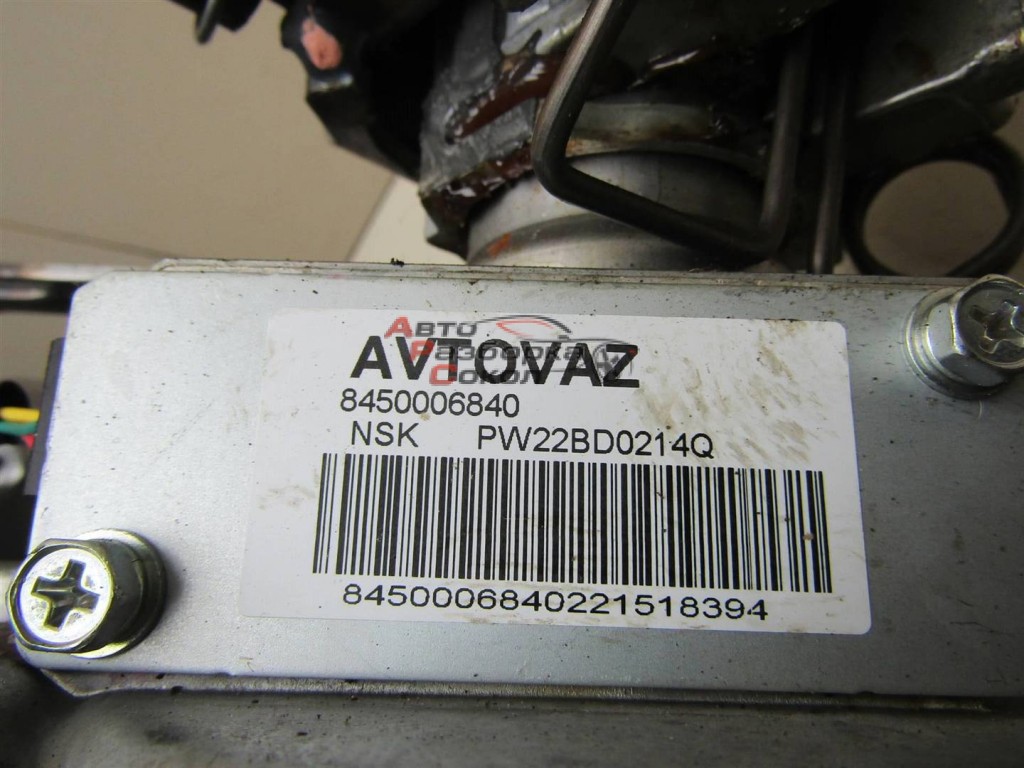 AVTOVAZ
Авто
Разборка
Сокол
8450006840
NSK PW22BD0214Q
8450006840221518394